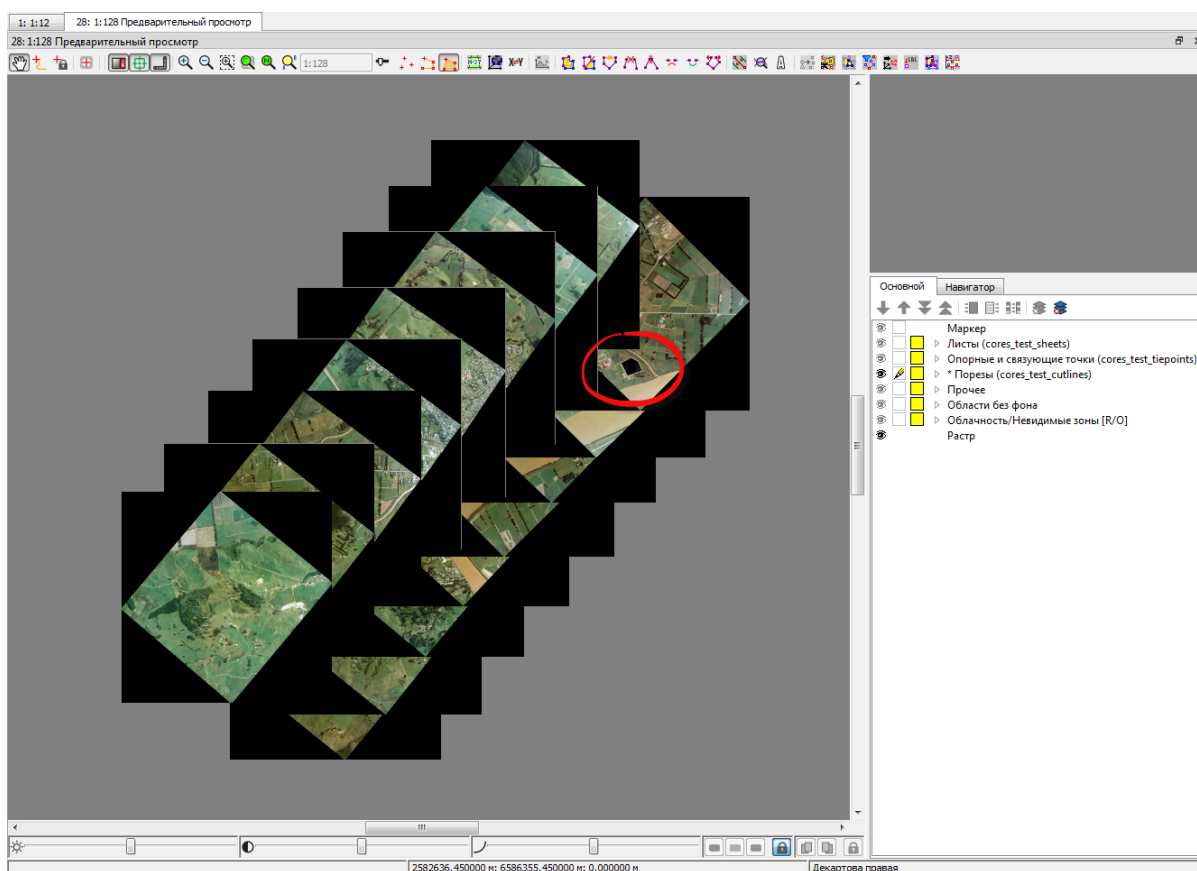 1: 1:12
28: 1:128 Предварительный просмотр
28: 1:128 Предварительный просмотр
1:128
Основной
Навигатор
Маркер
Листы (cores_test_sheets)
Опорные и связующие точки (cores_test_tiepoints)
* Порезы (cores_test_cutlines)
Прочее
Области без фона
Облачность/Невидимые зоны [R/O]
Растр
2582636.450000 м: 6586355.450000 м: 0.000000 м
Декартова правая